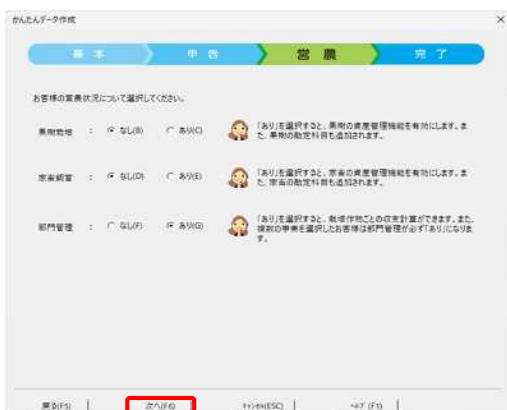 かんたんデータ作成
基 本
申 告
営 農
完 了
お客様の営農状況について選択してください。
果樹栽培 : なし(B) あり(C)
「あり」を選択すると、果樹の資産管理機能を有効にします。ま
た、果樹の勘定科目も追加されます。
家畜飼育 : なし(D) あり(E)
「あり」を選択すると、家畜の資産管理機能を有効にします。ま
た、家畜の勘定科目も追加されます。
部門管理 : なし(F) あり(G)
「あり」を選択すると、栽培作物ごとの収支計算ができます。また、
複数の事業を選択したお客様は部門管理が必ず「あり」になりま
す。
戻る(F5) 次へ(F6) キャンセル(ESC) ヘルプ(F1)